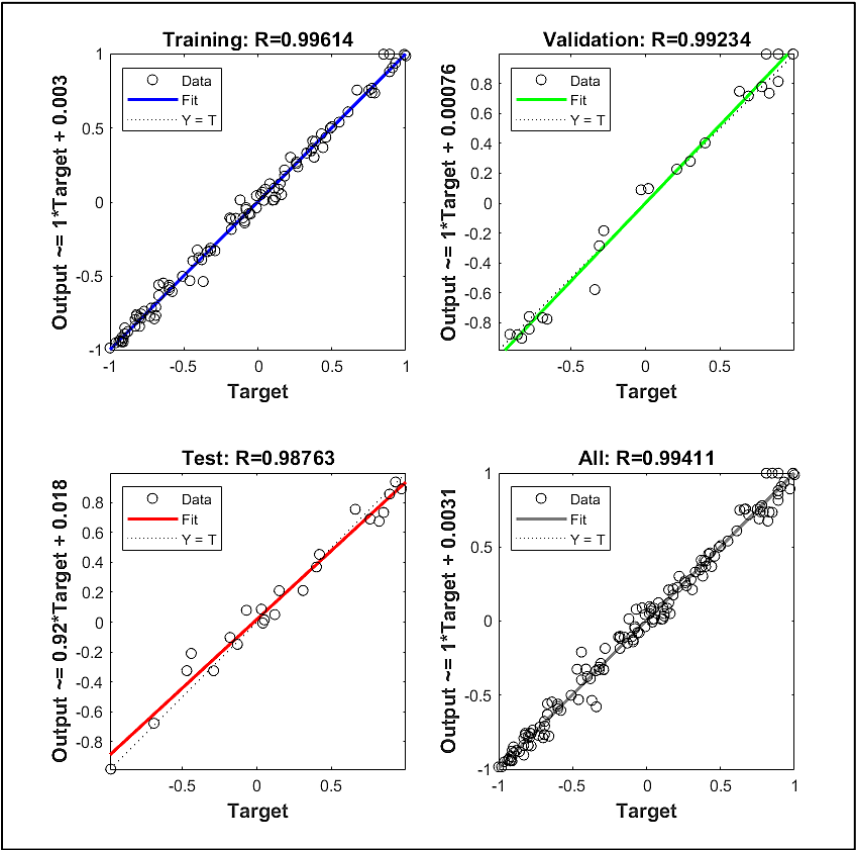 Training: R=0.99614
Output ~= 1*Target + 0.003
1
0.5
0
-0.5
-1
Data
Fit
Y = T
-1
-0.5
0
0.5
1
Target
Validation: R=0.99234
Output ~= 1*Target + 0.00076
0.8
0.6
0.4
0.2
0
-0.2
-0.4
-0.6
-0.8
Data
Fit
Y = T
-0.5
0
0.5
Target
Test: R=0.98763
Output ~= 0.92*Target + 0.018
0.8
0.6
0.4
0.2
0
-0.2
-0.4
-0.6
-0.8
Data
Fit
Y = T
-0.5
0
0.5
Target
All: R=0.99411
Output ~= 1*Target + 0.0031
1
0.5
0
-0.5
-1
Data
Fit
Y = T
-1
-0.5
0
0.5
1
Target